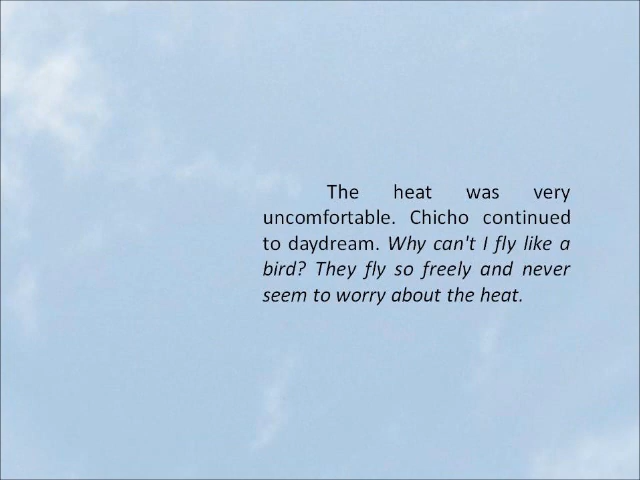 The heat was very
uncomfortable. Chicho continued
to daydream. Why can't I fly like a
bird? They fly so freely and never
seem to worry about the heat.